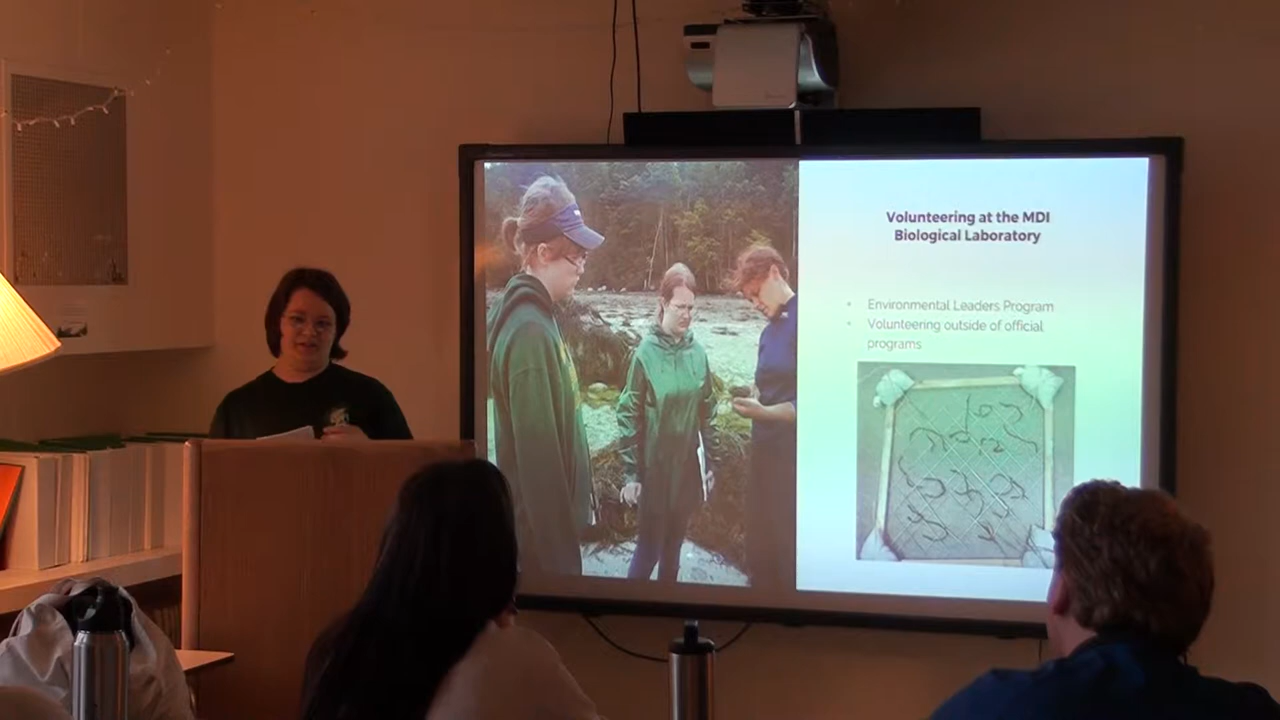 Volunteering at the MDI
Biological Laboratory
Environmental Leaders Program
Volunteering outside of official
programs